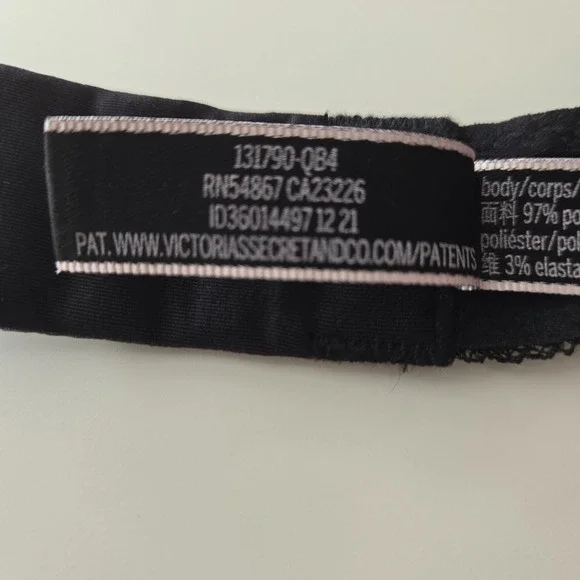 131790-QB4
RN54867 CA23226
ID36014497 12 21
PAT. WWW.VICTORIASSECRETANDCO.COM/PATENTS
body/corps/
面料 97% po
poliéster/pol
维 3% elasta